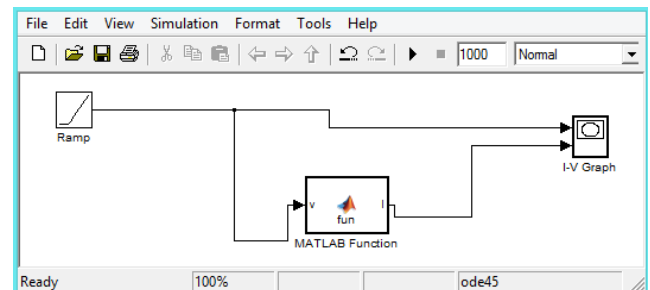 File Edit View Simulation Format Tools Help
1000 Normal
Ramp
I-V Graph
v fun I
MATLAB Function
Ready 100% ode45